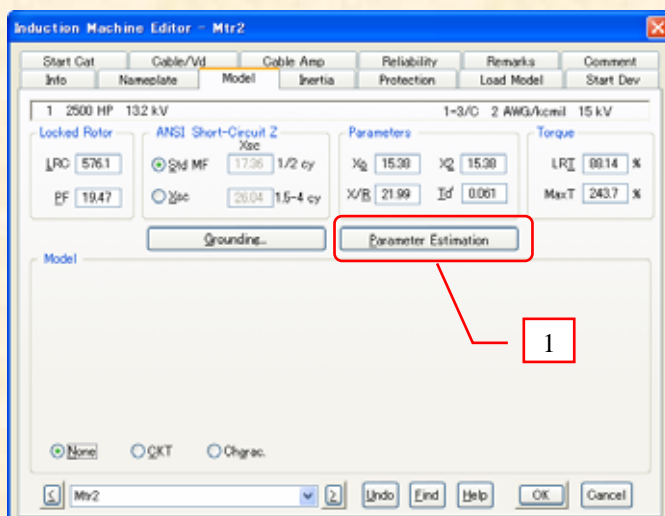 Induction Machine Editor - Mtr2
Start Cat Cable/Vd Cable Amp Reliability Remarks Comment
Info Nameplate Model Inertia Protection Load Model Start Dev
1 2500 HP 13.2 kV 1-3/C 2 AWG/kcmil 15 kV
Locked Rotor ANSI Short-Circuit Z Parameters Torque
Xsc
LRC 576.1 Std MF 17.36 1/2 cy X0 15.38 X2 15.38 LRT 88.14 %
PF 19.47 Xsc 26.04 1.5-4 cy X/R 21.99 Td' 0.061 MaxT 243.7 %
Grounding... Parameter Estimation
Model
1
None CKT Charac.
Mtr2 Undo Find Help OK Cancel